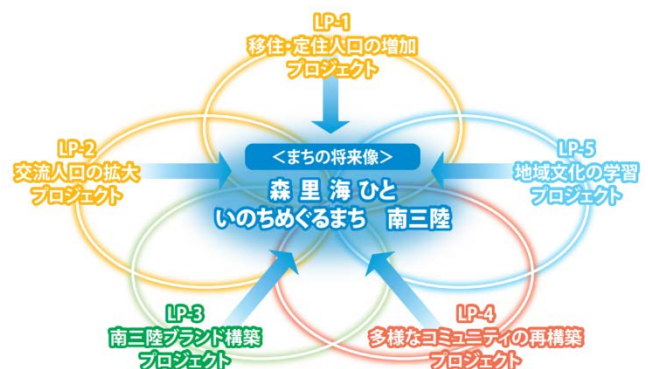 LP-1
移住・定住人口の増加
プロジェクト
LP-2
交流人口の拡大
プロジェクト
<まちの将来像>
森 里 海 ひと
いのちめぐるまち 南三陸
LP-5
地域文化の学習
プロジェクト
LP-3
南三陸ブランド構築
プロジェクト
LP-4
多様なコミュニティの再構築
プロジェクト